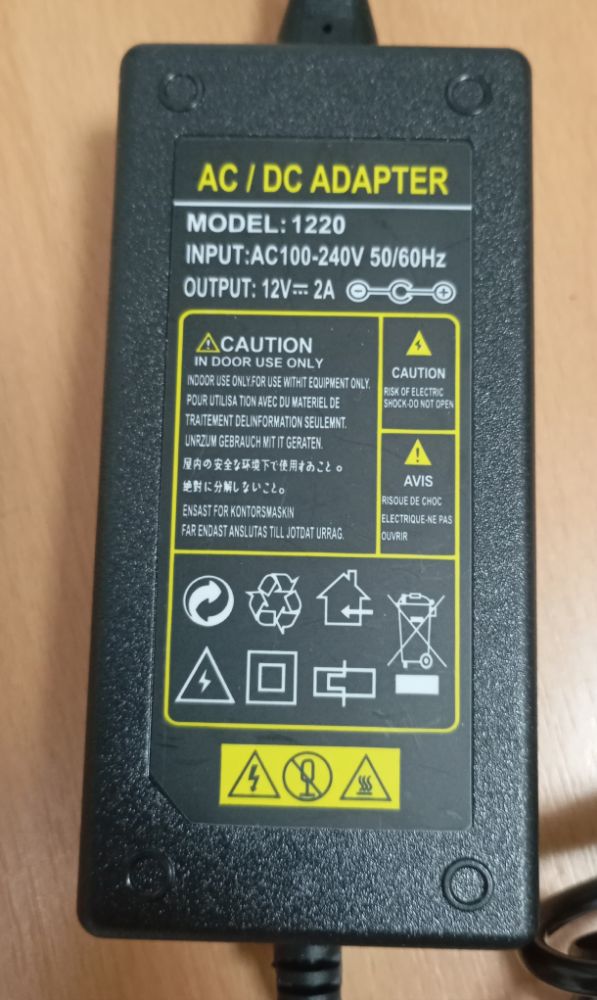 AC / DC ADAPTER
MODEL: 1220
INPUT:AC100-240V 50/60Hz
OUTPUT: 12V⎓ 2A
CAUTION
IN DOOR USE ONLY
INDOOR USE ONLY.FOR USE WITHIT EQUIPMENT ONLY.
POUR UTILISA TION AVEC DU MATERIEL DE
TRAITEMENT DELINFORMATION SEULEMNT.
UNRZUM GEBRAUCH MIT IT GERATEN.
屋内の安全な環境下で使用すあこと。
绝對に分解しないこと。
ENSAST FOR KONTORSMASKIN
FAR ENDAST ANSLUTAS TILL JOTDAT URRAG.
CAUTION
RISK OF ELECTRIC
SHOCK-DO NOT OPEN
AVIS
RISOUE DE CHOC
ELECTRIQUE-NE PAS
OUVRIR